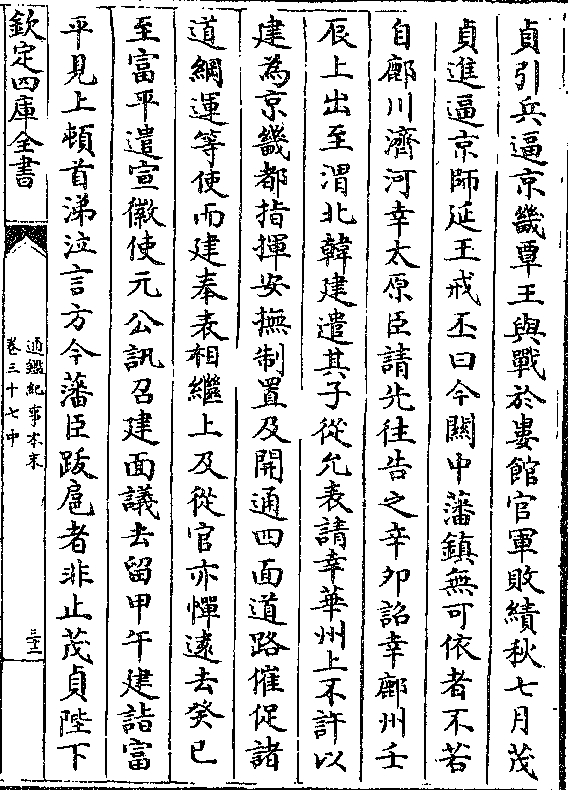 貞引兵逼京畿覃王與戰於婁館官軍敗績秋七月茂
貞進逼京師延王戒丕曰今關中藩鎮無可依者不若
自鄜川濟河幸太原臣請先往告之辛卯詔幸鄜州壬
辰上出至渭北韓建遣其子從允表請幸華州上不許以
建為京畿都指揮安撫制置及開通四面道路催促諸
道綱運等使而建奉表相繼上及從官亦憚遠去癸巳
至富平遣宣徽使元公訊召建面議去留甲午建詣富
平見上頓首涕泣言方今藩臣跋扈者非止茂貞陛下
欽定四庫全書
通鑑紀事本末
卷三十七中